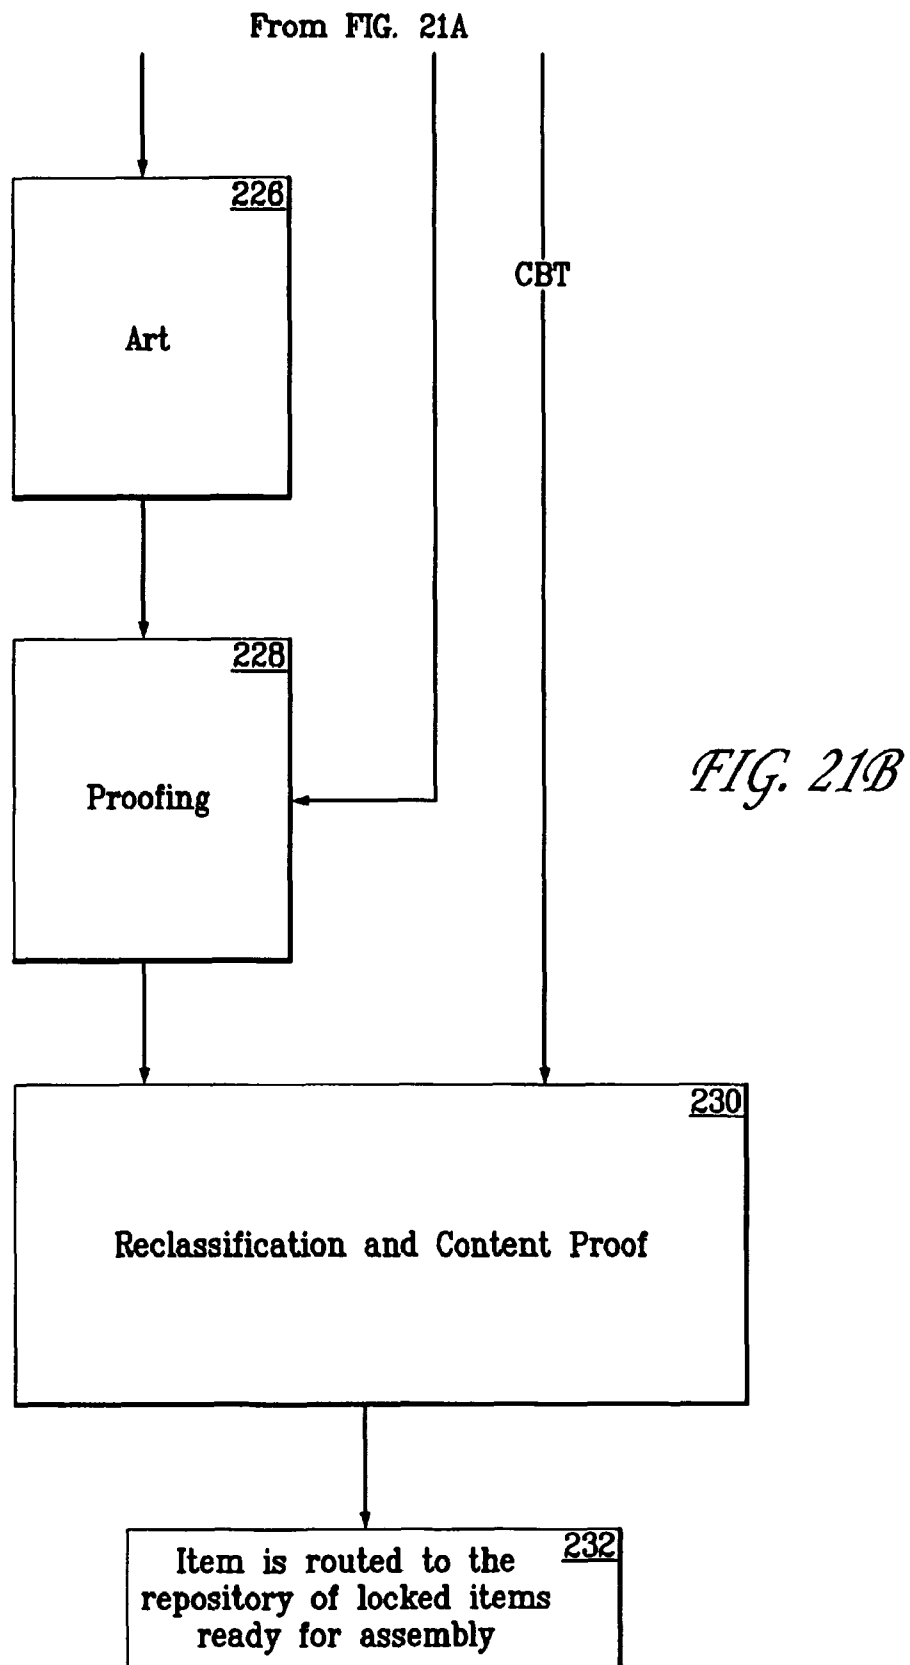 From FIG. 21A
226
Art
CBT
228
Proofing
FIG. 21B
230
Reclassification and Content Proof
232
Item is routed to the
repository of locked items
ready for assembly